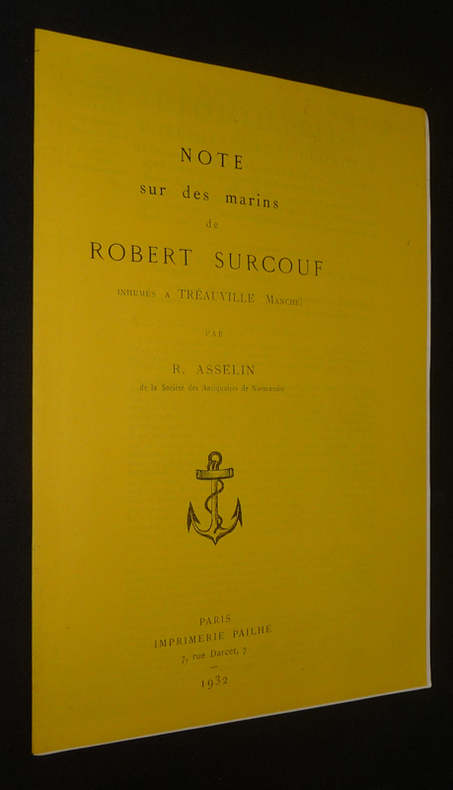 NOTE
sur des marins
de
ROBERT SURCOUF
INHUMÉS A TRÉAUVILLE MANCHE)
PAR
R. ASSELIN
de la Société des Antiquaires de Normandie
PARIS
IMPRIMERIE PAILHÉ
7, rue Darcet, 7
1932